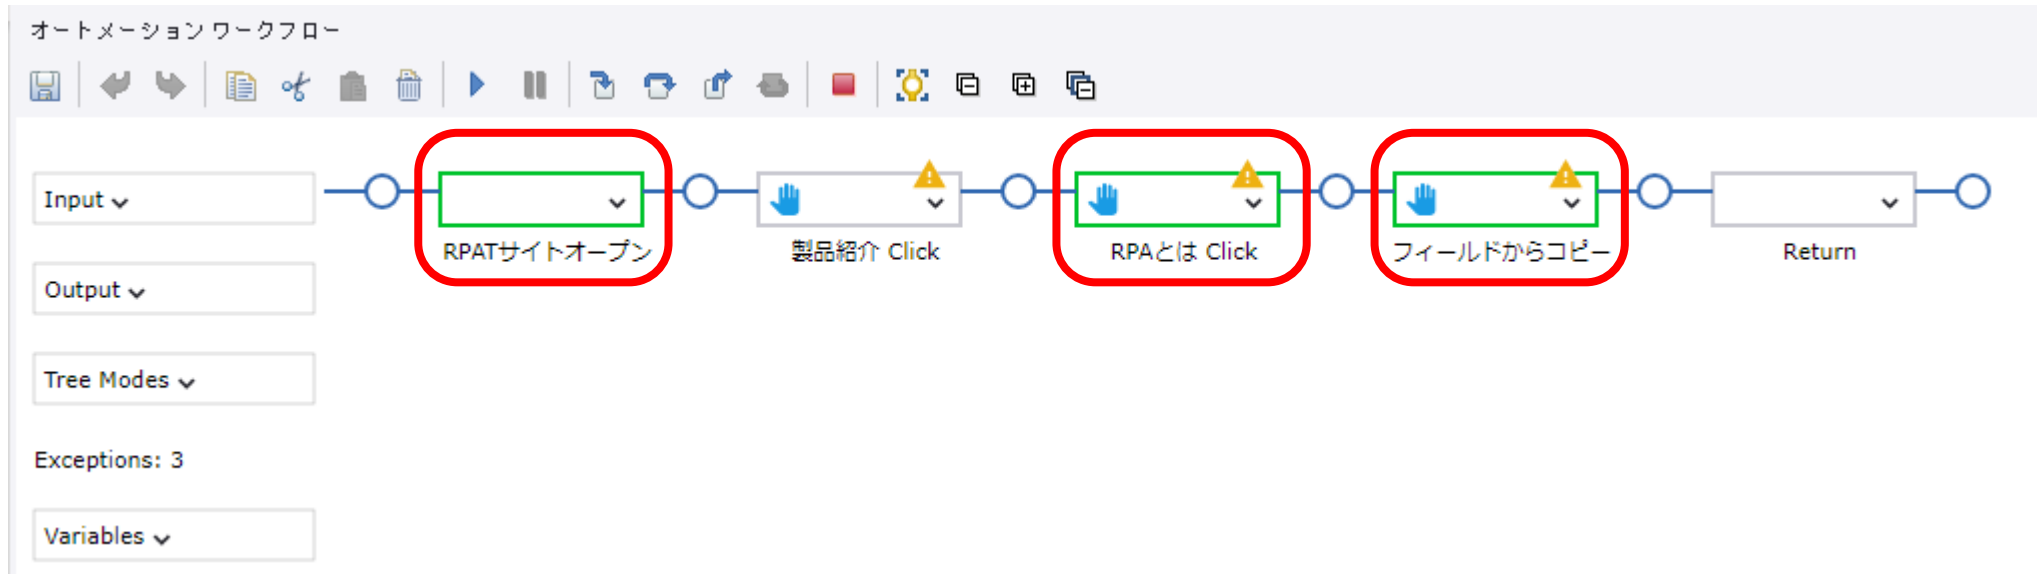 オートメーション ワークフロー
Input
RPATサイトオープン
製品紹介 Click
RPAとは Click
フィールドからコピー
Return
Output
Tree Modes
Exceptions: 3
Variables